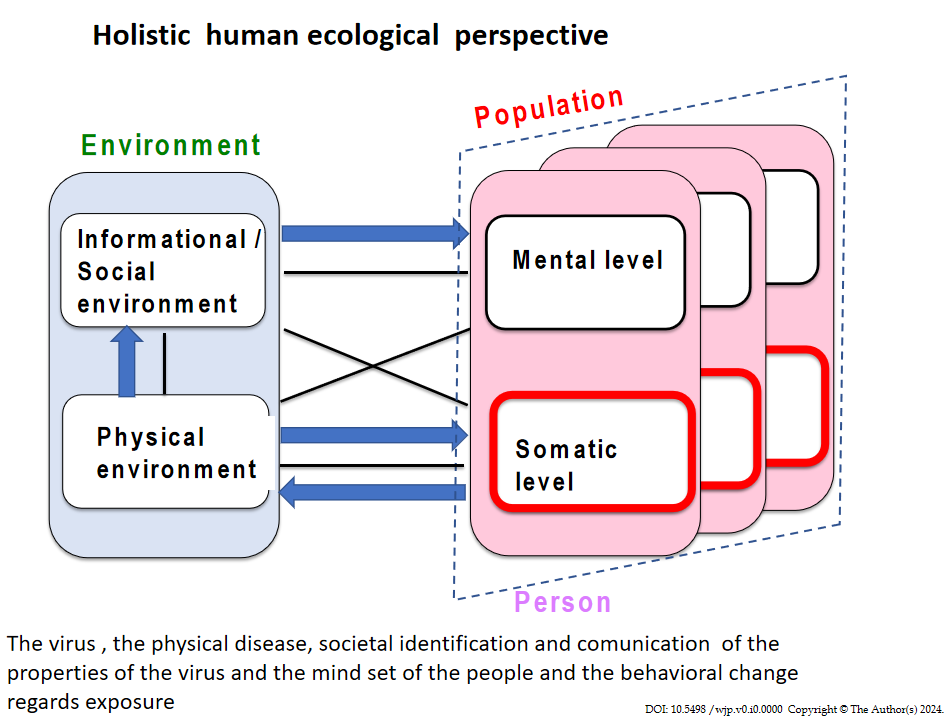 Holistic human ecological perspective
Population
Environment
Informational /
Social
environment
Mental level
Physical
environment
Somatic
level
Person
The virus , the physical disease, societal identification and comunication of the
properties of the virus and the mind set of the people and the behavioral change
regards exposure
DOI: 10.5498 /wjp.v0.i0.0000 Copyright © The Author(s) 2024.